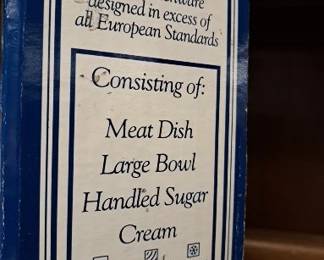 designed in excess of
all European Standards
Consisting of:
Meat Dish
Large Bowl
Handled Sugar
Cream